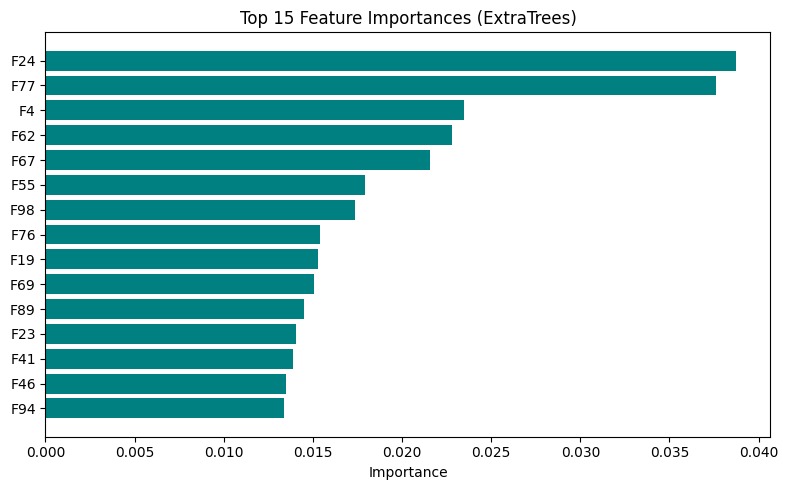 Top 15 Feature Importances (ExtraTrees)
F24
F77
F4
F62
F67
F55
F98
F76
F19
F69
F89
F23
F41
F46
F94
0.000 0.005 0.010 0.015 0.020 0.025 0.030 0.035 0.040
Importance